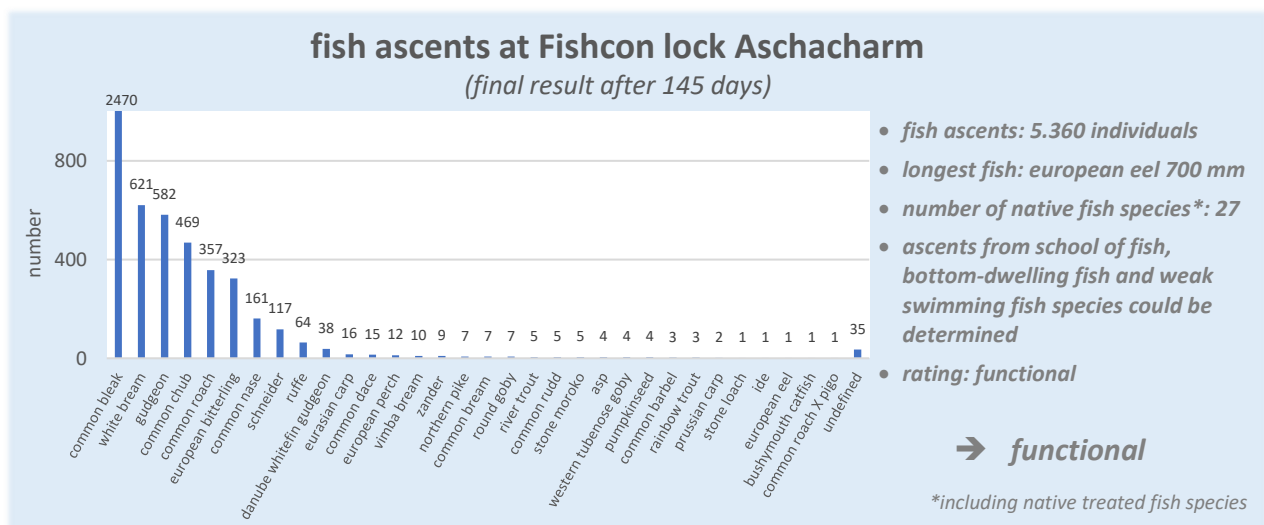 fish ascents at Fishcon lock Aschacharm
(final result after 145 days)
2470
800
621
582
469
400
357
323
161
117
64
38
16
15
12
10
9
7
7
7
5
5
5
4
4
4
3
3
2
1
1
1
1
1
35
0
number
common bleak
white bream
gudgeon
common chub
common roach
european bitterling
common nase
schneider
ruffe
danube whitefin gudgeon
eurasian carp
common dace
european perch
vimba bream
zander
northern pike
common bream
round goby
river trout
common rudd
stone moroko
asp
western tubenose goby
pumpkinseed
common barbel
rainbow trout
prussian carp
stone loach
ide
european eel
bushymouth catfish
common roach X pigo
undefined
• fish ascents: 5.360 individuals
• longest fish: european eel 700 mm
• number of native fish species*: 27
• ascents from school of fish,
bottom-dwelling fish and weak
swimming fish species could be
determined
• rating: functional
➔ functional
*including native treated fish species